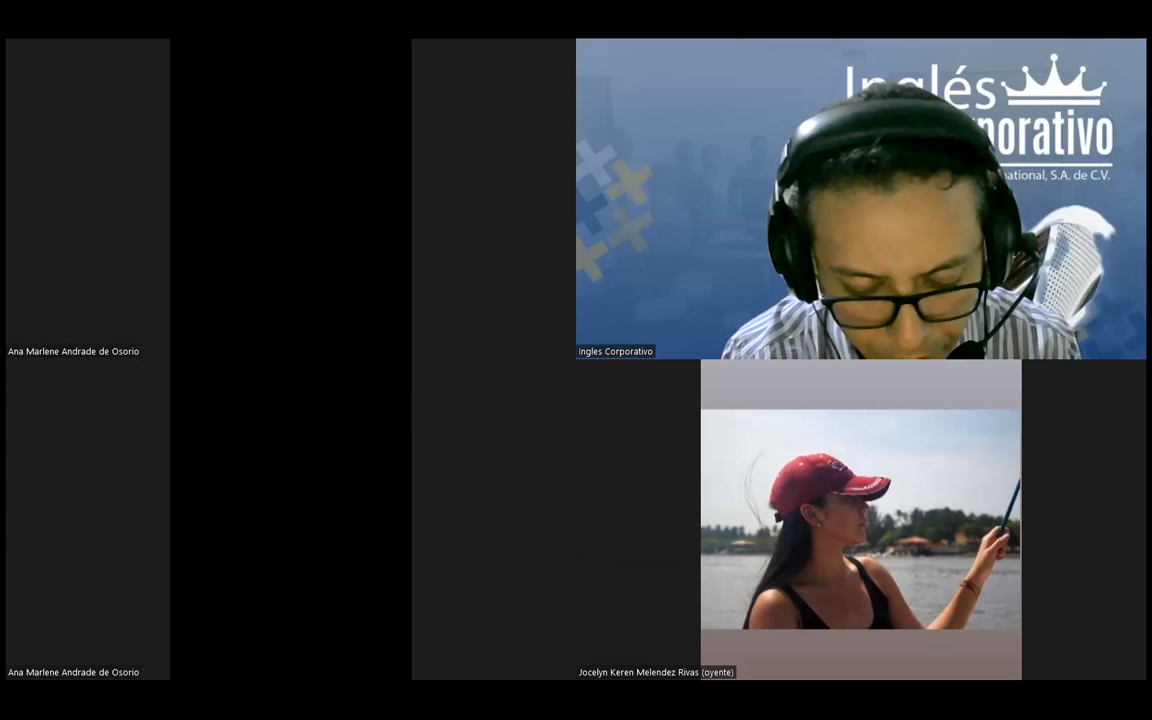 Inglés
porativo
national, S.A. de C.V.
Ana Marlene Andrade de Osorio
Ingles Corporativo
Ana Marlene Andrade de Osorio
Jocelyn Keren Melendez Rivas (oyente)